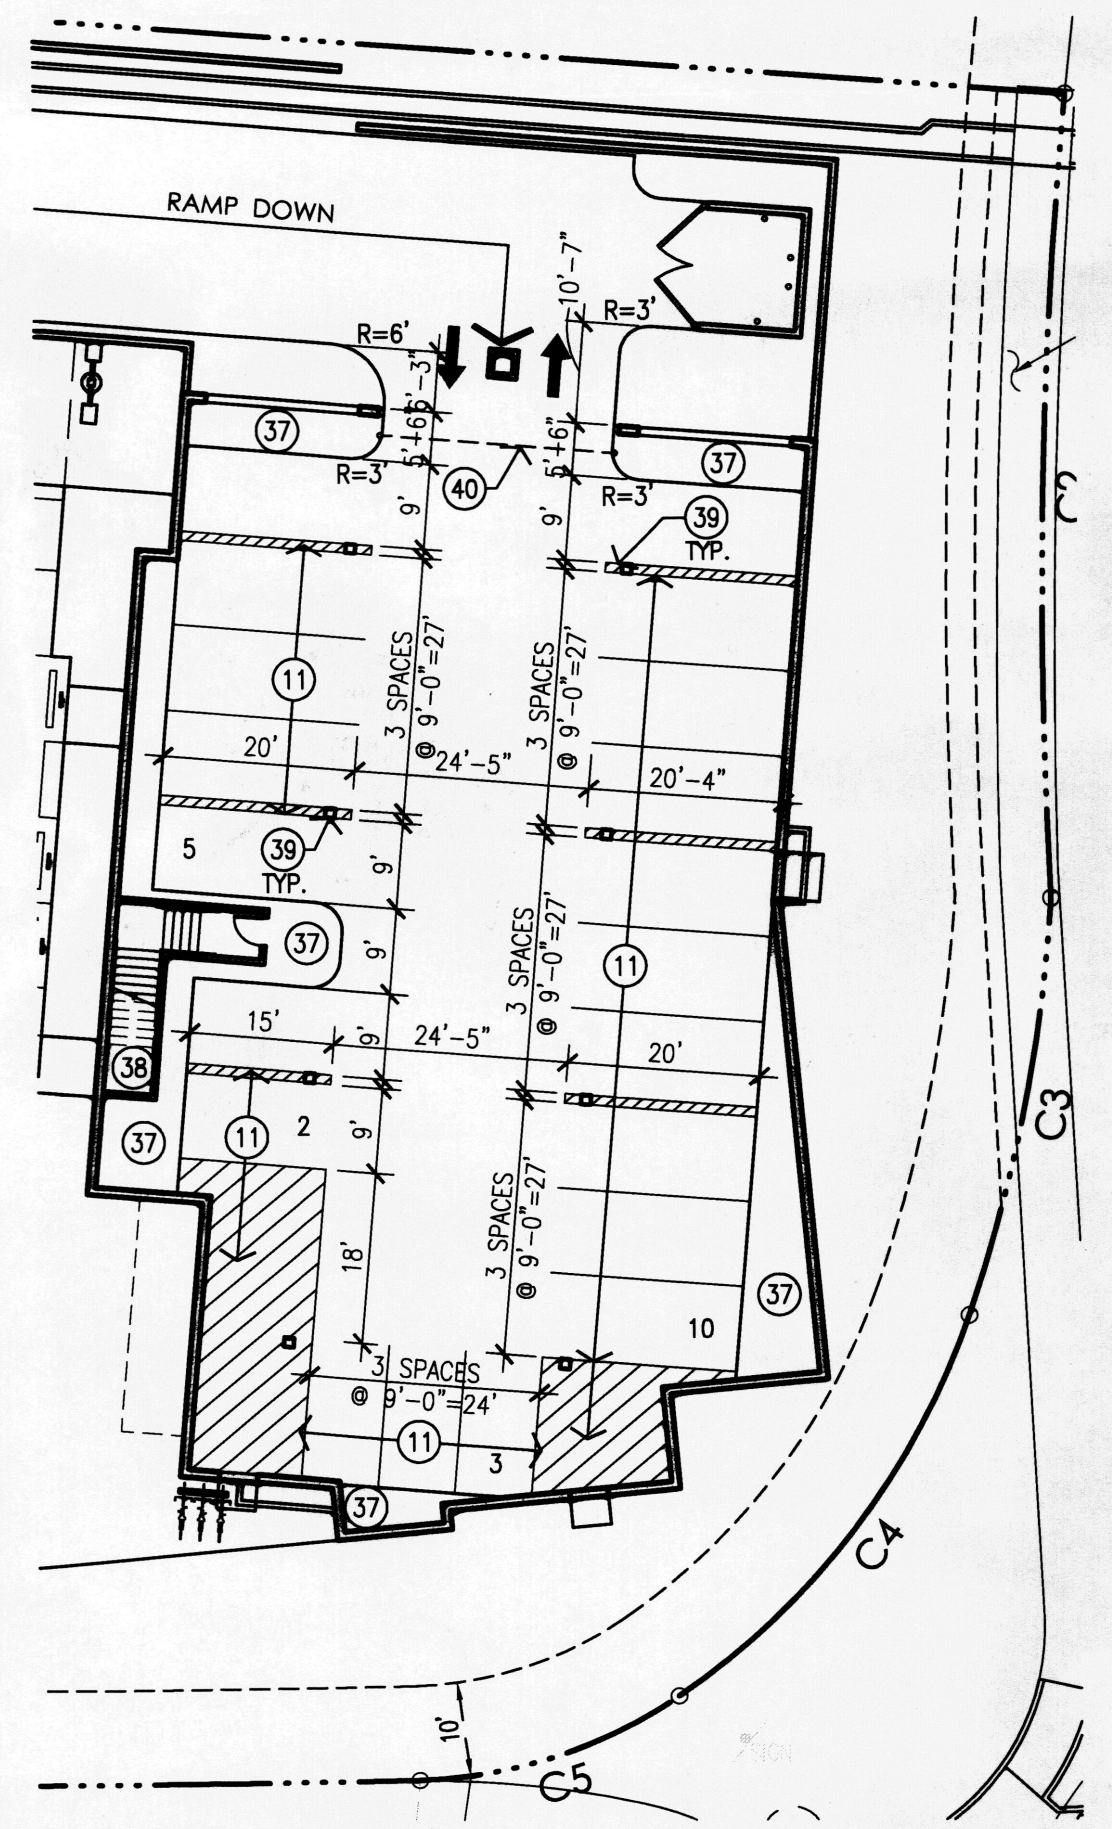 RAMP DOWN
10'-7"
R=3'
R=6'
6'-3"
37
5'+6"
5'+6"
37
R=3'
40
R=3'
9'
9'
39
TYP.
3 SPACES
@ 9'-0"=27'
3 SPACES
@ 9'-0"=27'
11
20'
24'-5"
20'-4"
5
39
TYP.
9'
37
9'
3 SPACES
@ 9'-0"=27'
11
15'
9'
24'-5"
20'
38
C3
37
11
2
9'
3 SPACES
@ 9'-0"=27'
18'
37
10
3 SPACES
@ 9'-0"=24'
11
3
37
C4
10'
C5